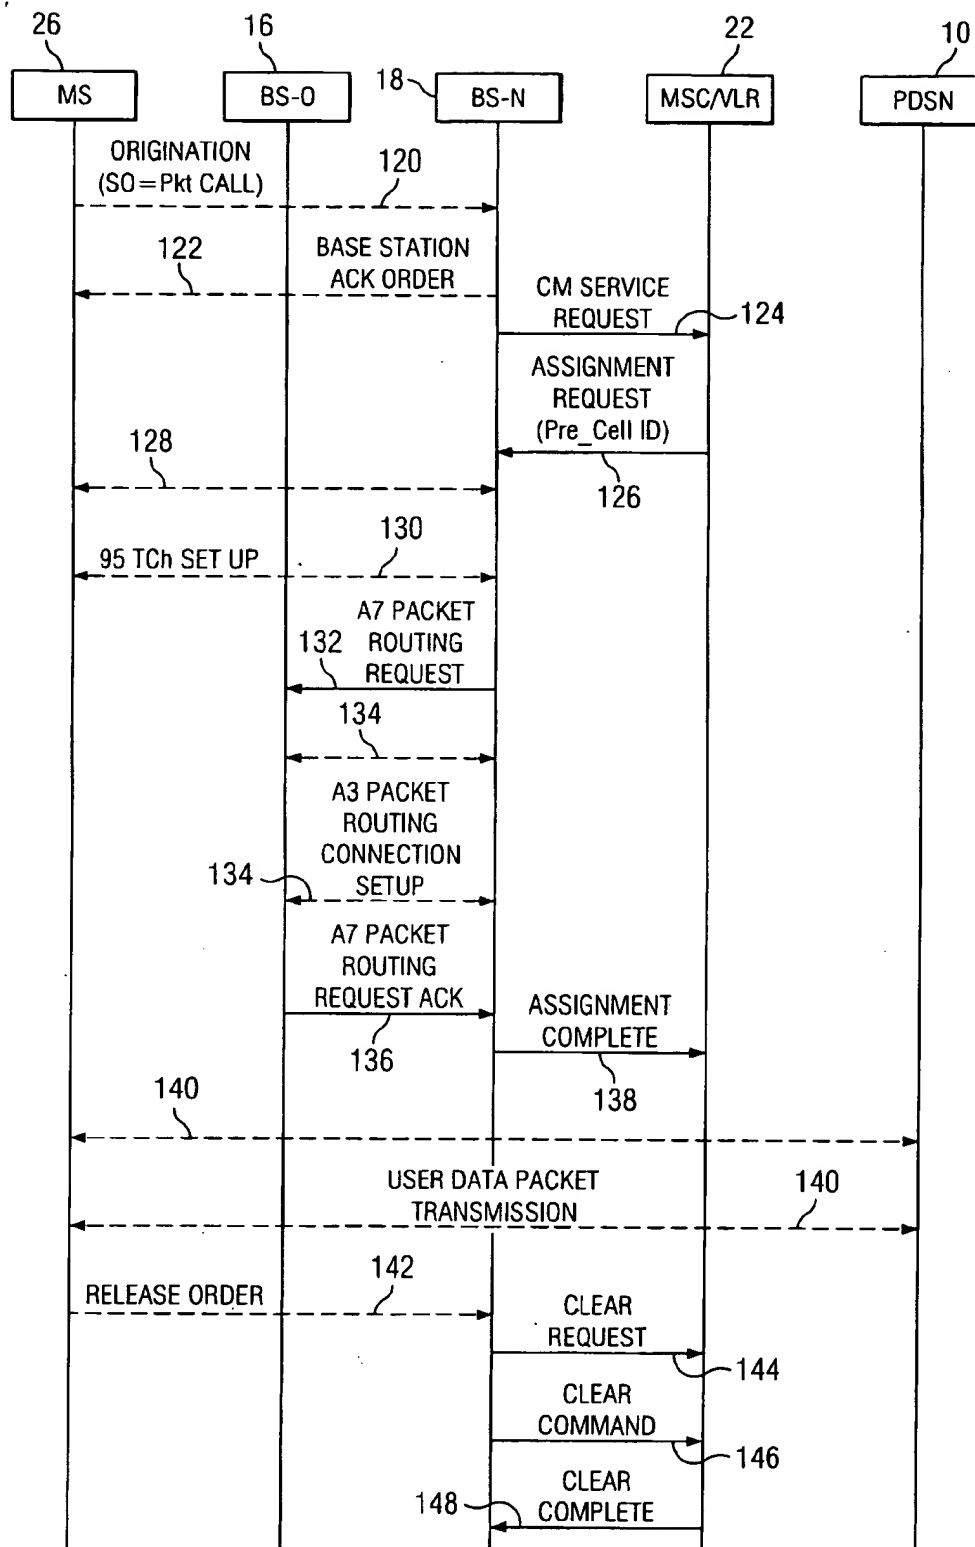 26
16
18
22
10
MS
BS-O
BS-N
MSC/VLR
PDSN
ORIGINATION
(SO=Pkt CALL)
120
122
BASE STATION
ACK ORDER
CM SERVICE
REQUEST
124
ASSIGNMENT
REQUEST
(Pre_Cell ID)
126
128
95 TCh SET UP
130
A7 PACKET
ROUTING
REQUEST
132
134
A3 PACKET
ROUTING
CONNECTION
SETUP
134
A7 PACKET
ROUTING
REQUEST ACK
136
ASSIGNMENT
COMPLETE
138
140
USER DATA PACKET
TRANSMISSION
140
RELEASE ORDER
142
CLEAR
REQUEST
144
CLEAR
COMMAND
146
CLEAR
COMPLETE
148